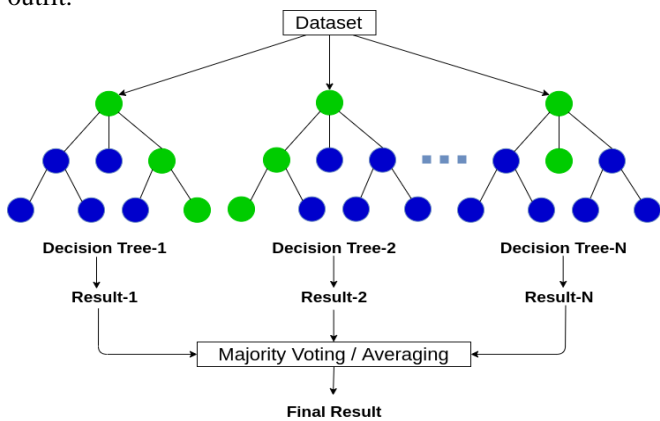 outfit.
Dataset
Decision Tree-1 Decision Tree-2 Decision Tree-N
Result-1 Result-2 Result-N
Majority Voting / Averaging
Final Result